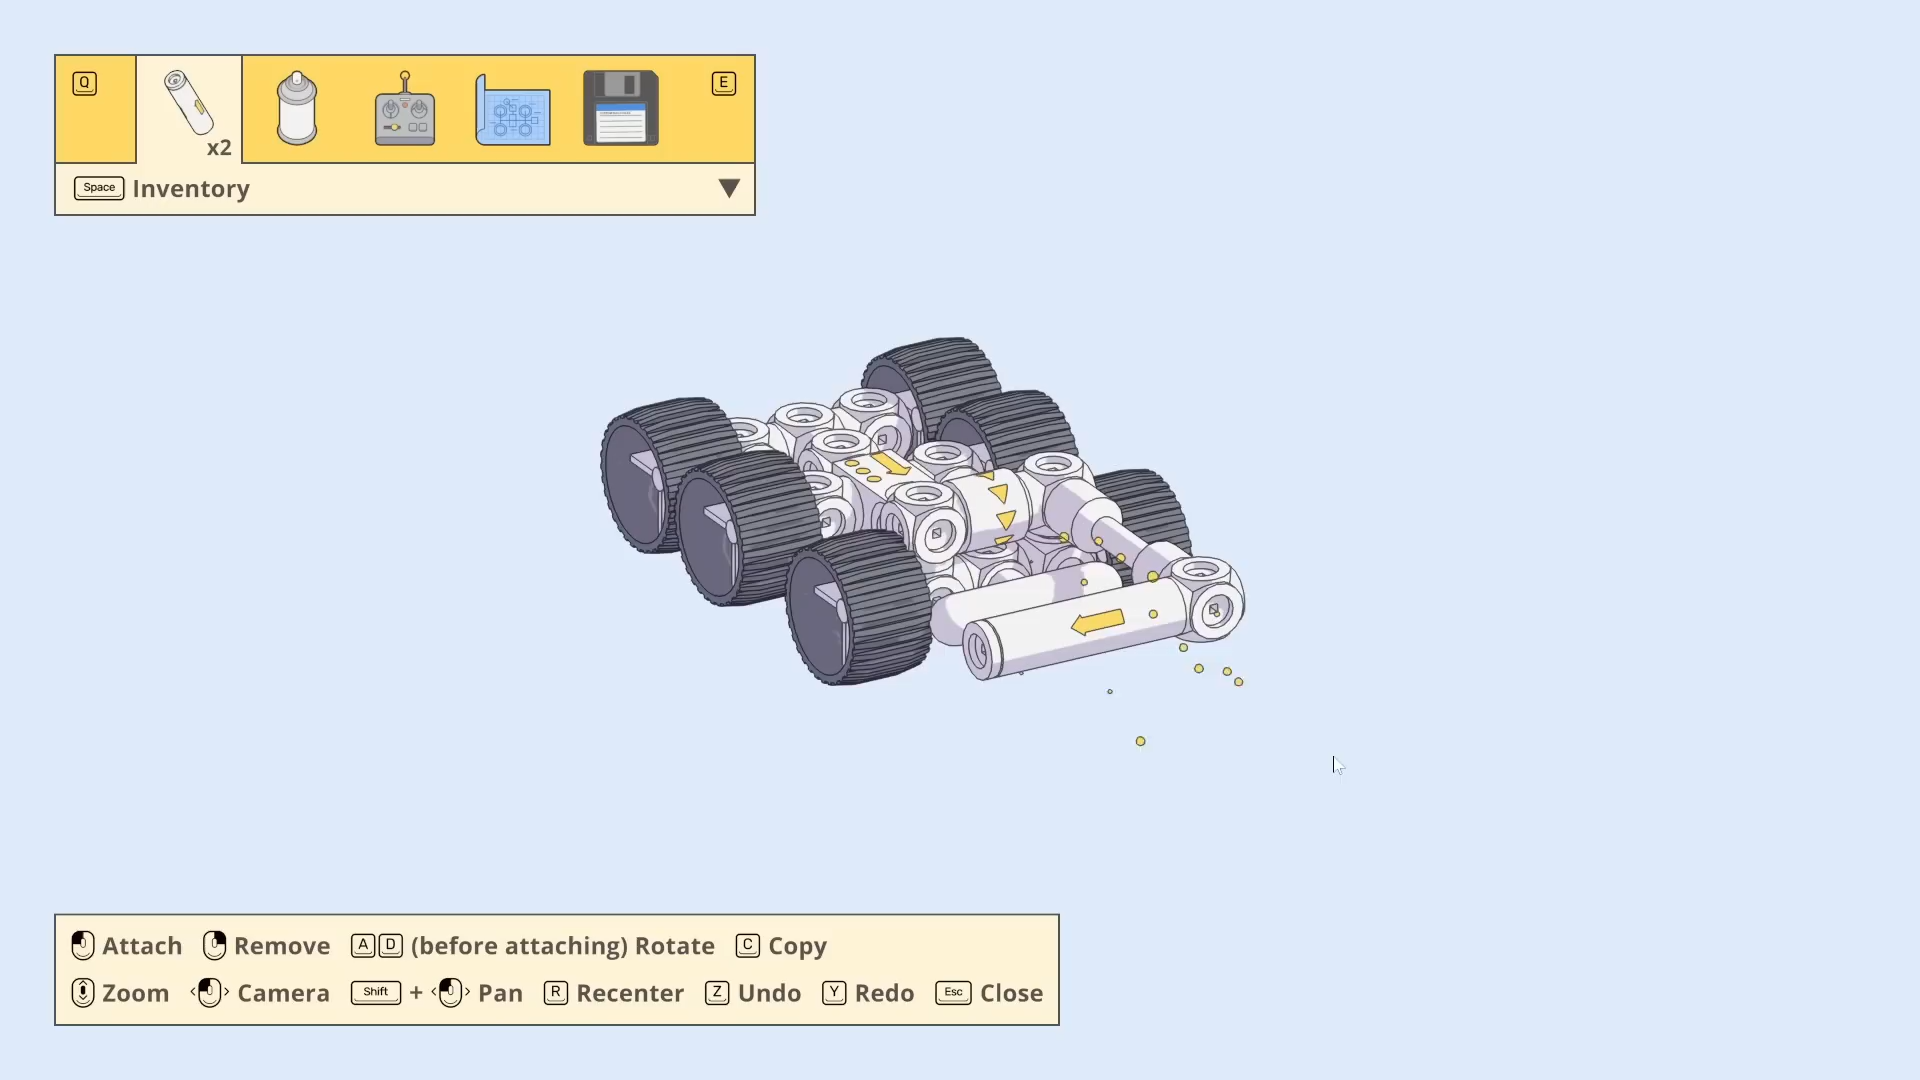 Q
x2
E
Space Inventory
Attach Remove A D (before attaching) Rotate C Copy
Zoom Camera Shift + Pan R Recenter Z Undo Y Redo Esc Close